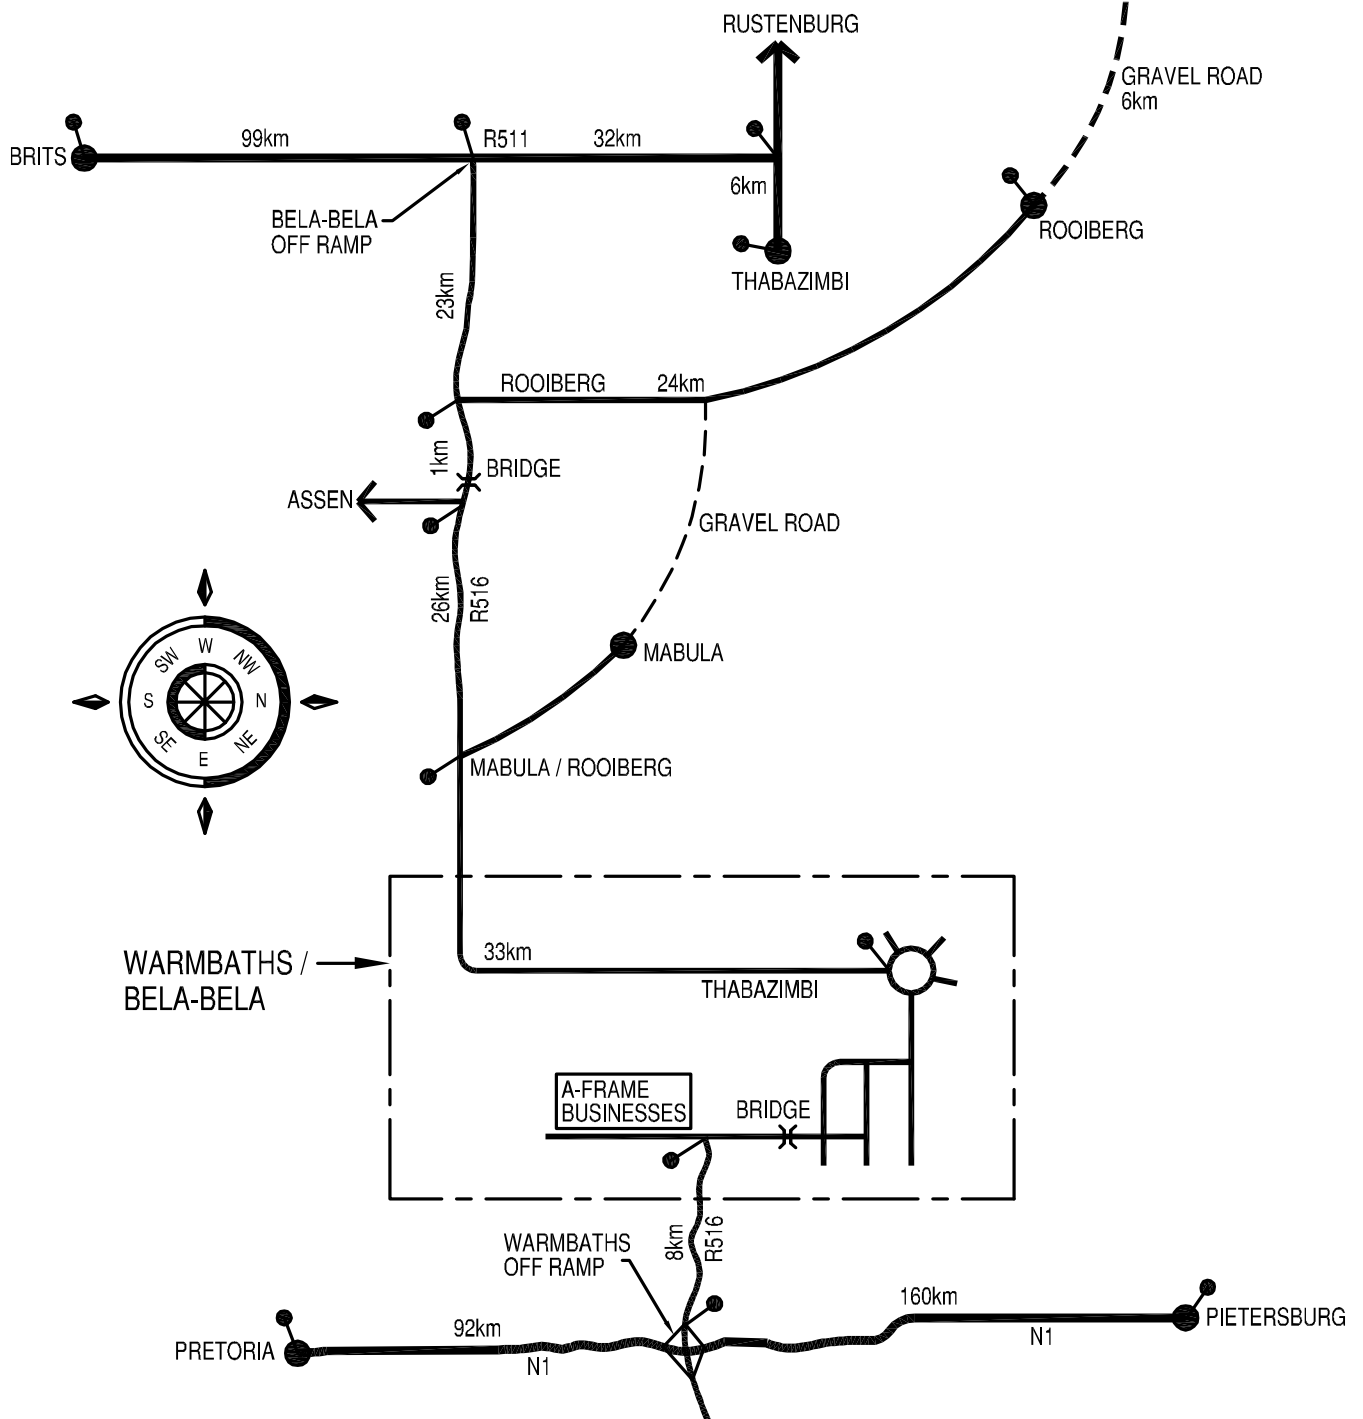 RUSTENBURG
GRAVEL ROAD
6km
99km
R511
32km
BRITS
6km
BELA-BELA
OFF RAMP
ROOIBERG
THABAZIMBI
23km
ROOIBERG
24km
1km
BRIDGE
ASSEN
GRAVEL ROAD
26km
R516
MABULA
W
NW
N
NE
E
SE
S
SW
MABULA / ROOIBERG
WARMBATHS /
BELA-BELA
33km
THABAZIMBI
A-FRAME
BUSINESSES
BRIDGE
8km
R516
WARMBATHS
OFF RAMP
160km
PIETERSBURG
N1
92km
PRETORIA
N1